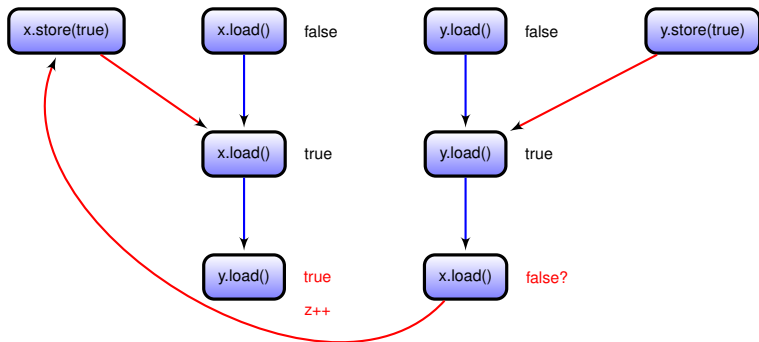 x.store(true) x.load() false y.load() false y.store(true)
x.load() true y.load() true
y.load() true x.load() false?
z++